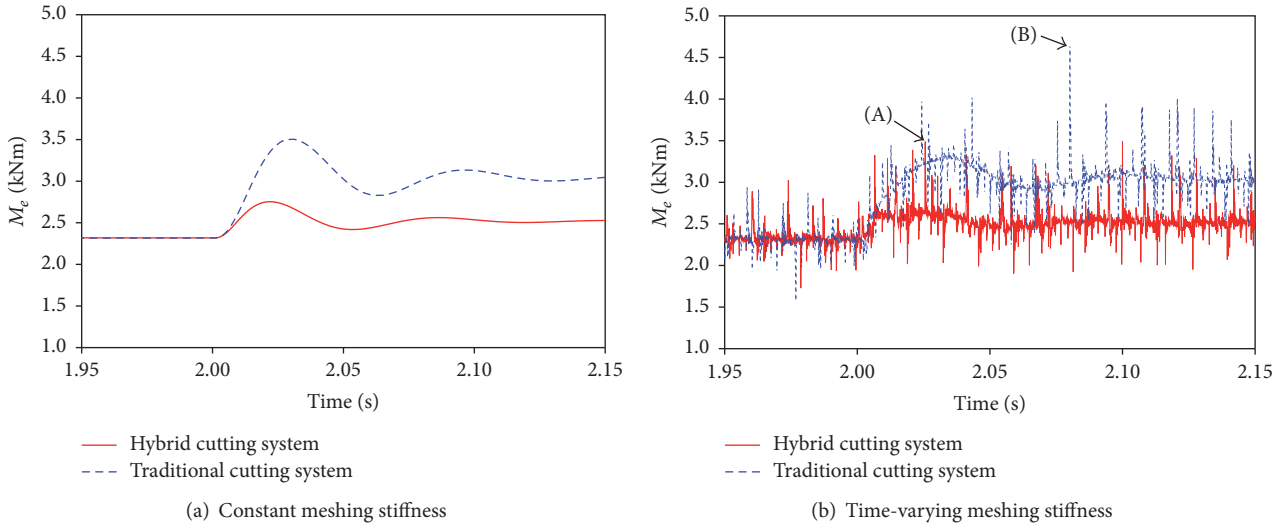 5.0
4.5
4.0
3.5
3.0
2.5
2.0
1.5
1.0
M_e (kNm)
1.95 2.00 2.05 2.10 2.15
Time (s)
Hybrid cutting system
Traditional cutting system
(a) Constant meshing stiffness
5.0
4.5
4.0
3.5
3.0
2.5
2.0
1.5
1.0
M_e (kNm)
(B)
(A)
1.95 2.00 2.05 2.10 2.15
Time (s)
Hybrid cutting system
Traditional cutting system
(b) Time-varying meshing stiffness